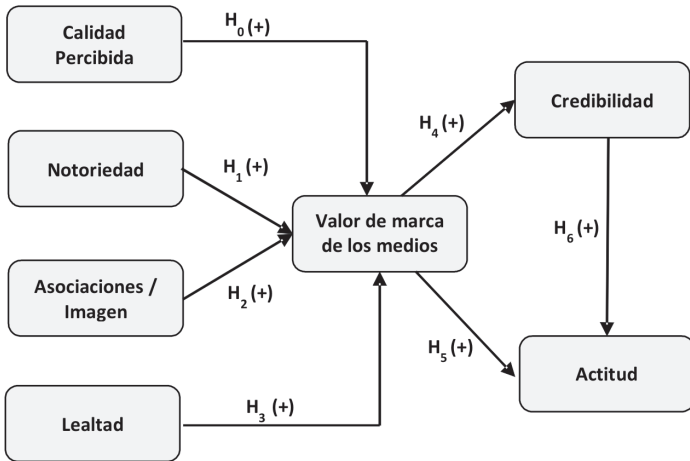 Calidad
Percibida
H0 (+)
Notoriedad
H1 (+)
Asociaciones /
Imagen
H2 (+)
Lealtad
H3 (+)
Valor de marca
de los medios
H4 (+)
Credibilidad
H5 (+)
H6 (+)
Actitud